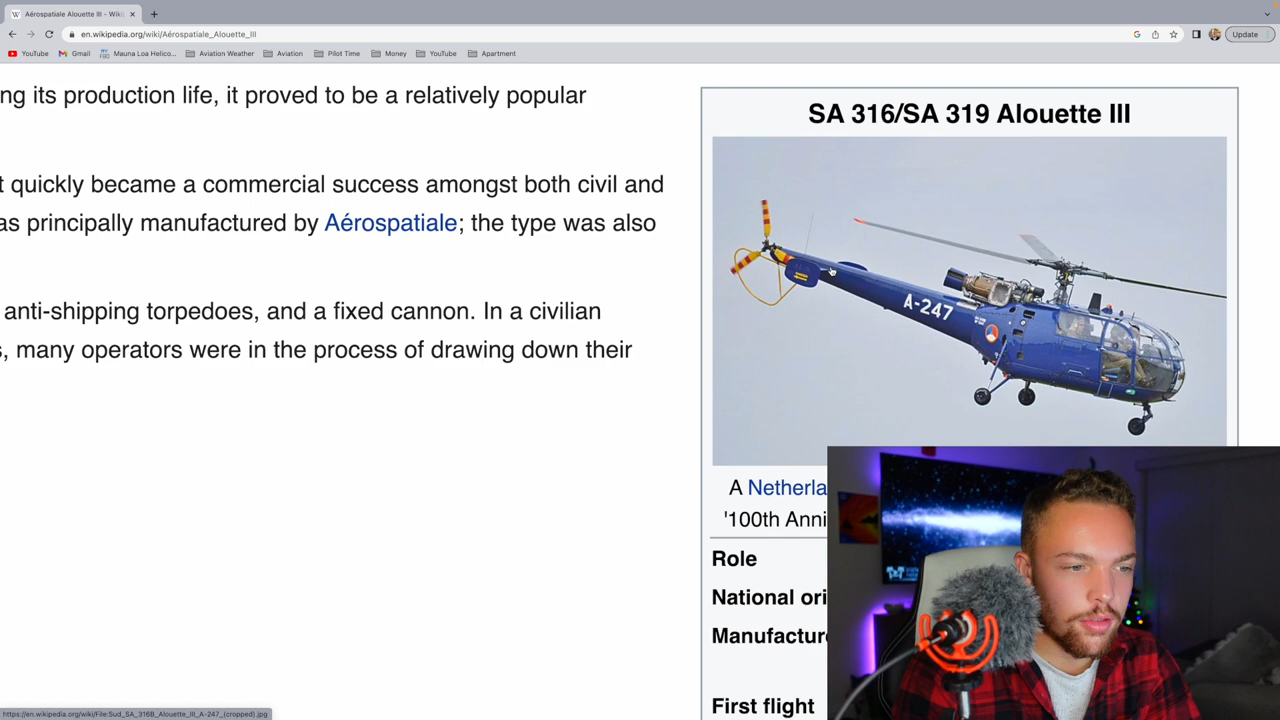 Aérospatiale Alouette III - Wiki
en.wikipedia.org/wiki/Aérospatiale_Alouette_III
Update
YouTube Gmail Mauna Loa Helico... Aviation Weather Aviation Pilot Time Money YouTube Apartment
ng its production life, it proved to be a relatively popular
t quickly became a commercial success amongst both civil and
as principally manufactured by Aérospatiale; the type was also
anti-shipping torpedoes, and a fixed cannon. In a civilian
s, many operators were in the process of drawing down their
SA 316/SA 319 Alouette III
A-247
A Netherla
'100th Anni
Role
National ori
Manufacture
First flight
https://en.wikipedia.org/wiki/File:Sud_SA_316B_Alouette_III_A-247_(cropped).jpg